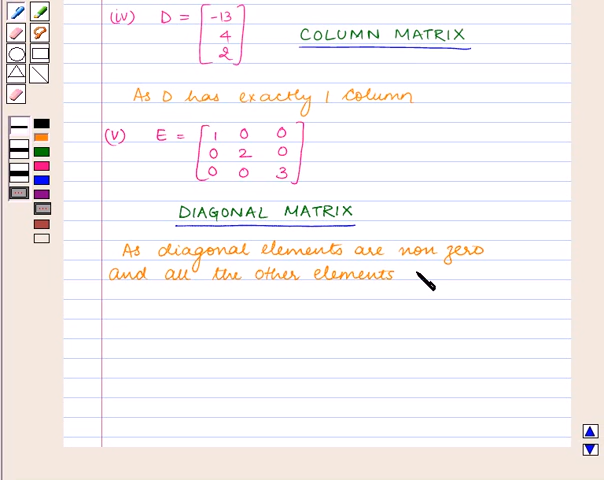 (iv) D = [-13
4
2]
COLUMN MATRIX
As D has exactly 1 Column
(v) E = [1 0 0
0 2 0
0 0 3]
DIAGONAL MATRIX
As diagonal elements are non zero
and all the other elements